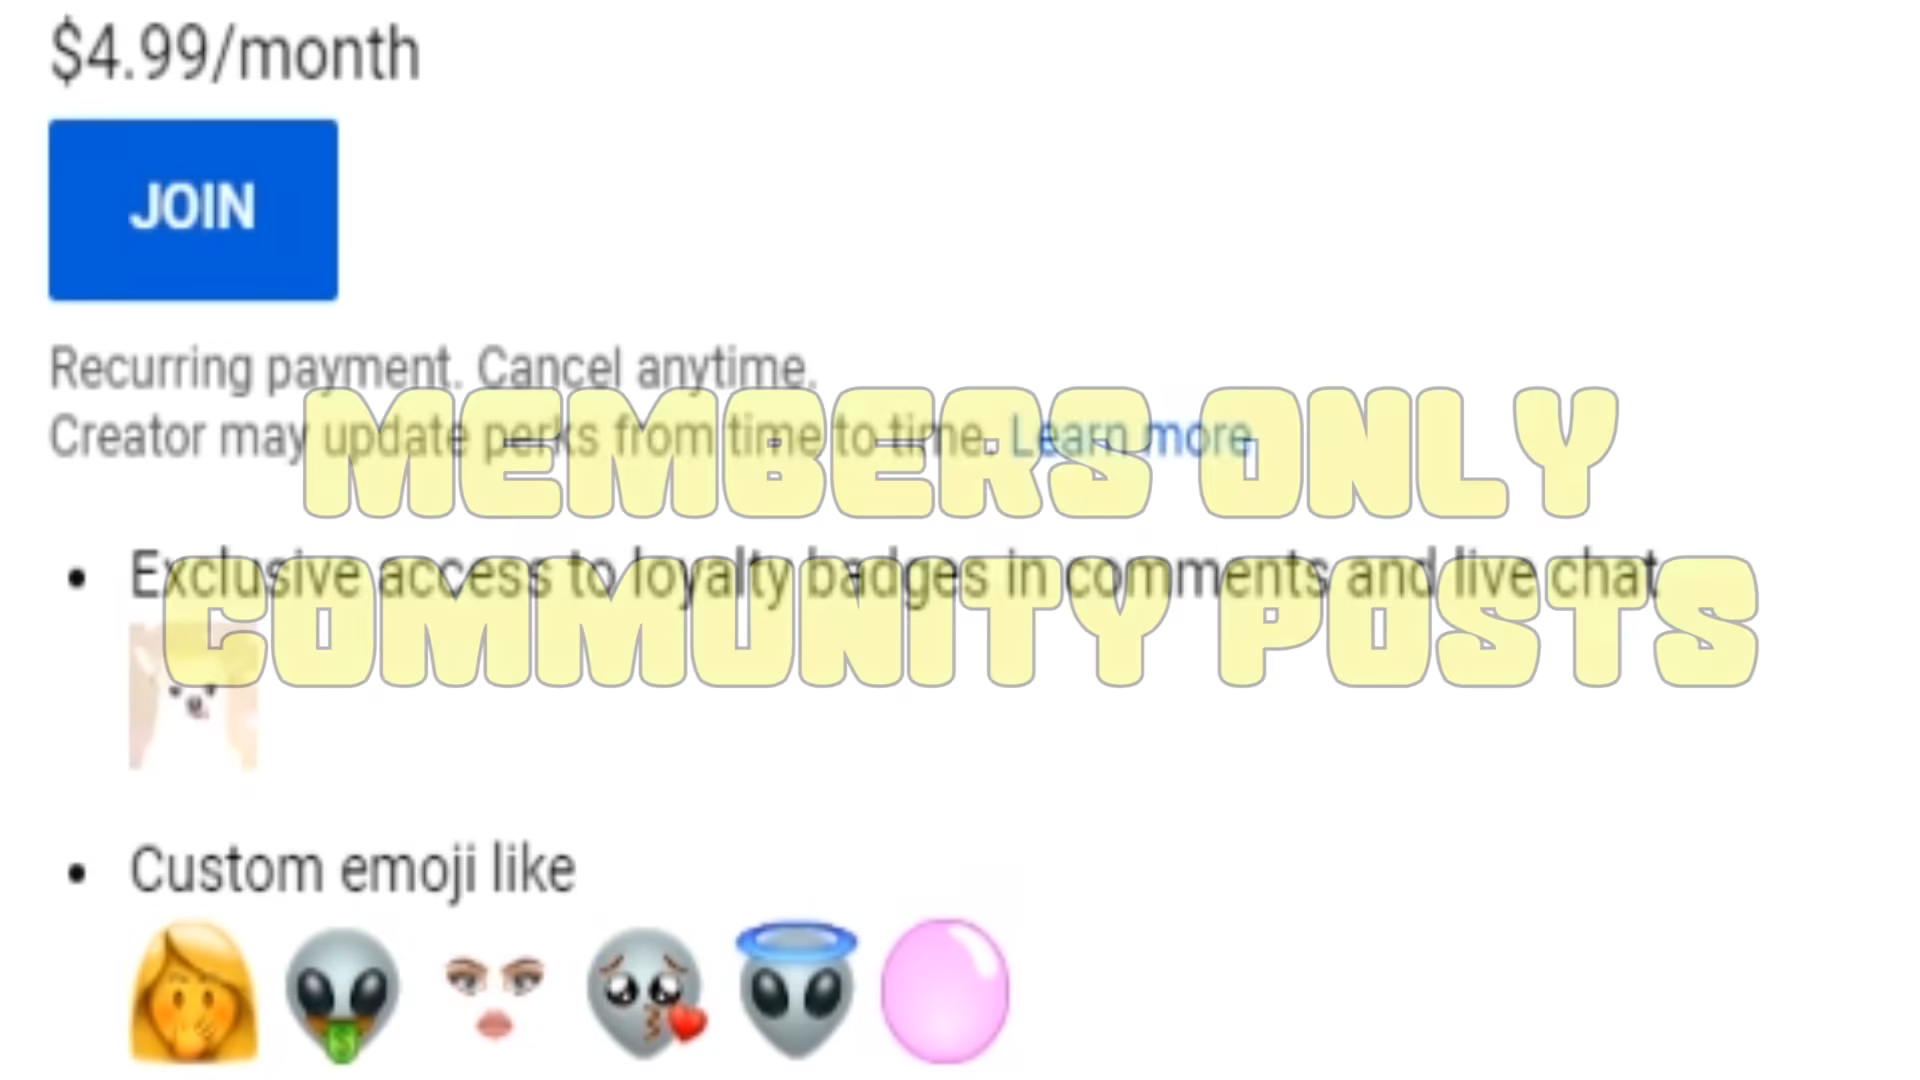 $4.99/month
JOIN
Recurring payment. Cancel anytime.
Creator may update perks from time to time. Learn more
MEMBERS ONLY
Exclusive access to loyalty badges in comments and live chat
COMMUNITY POSTS
Custom emoji like